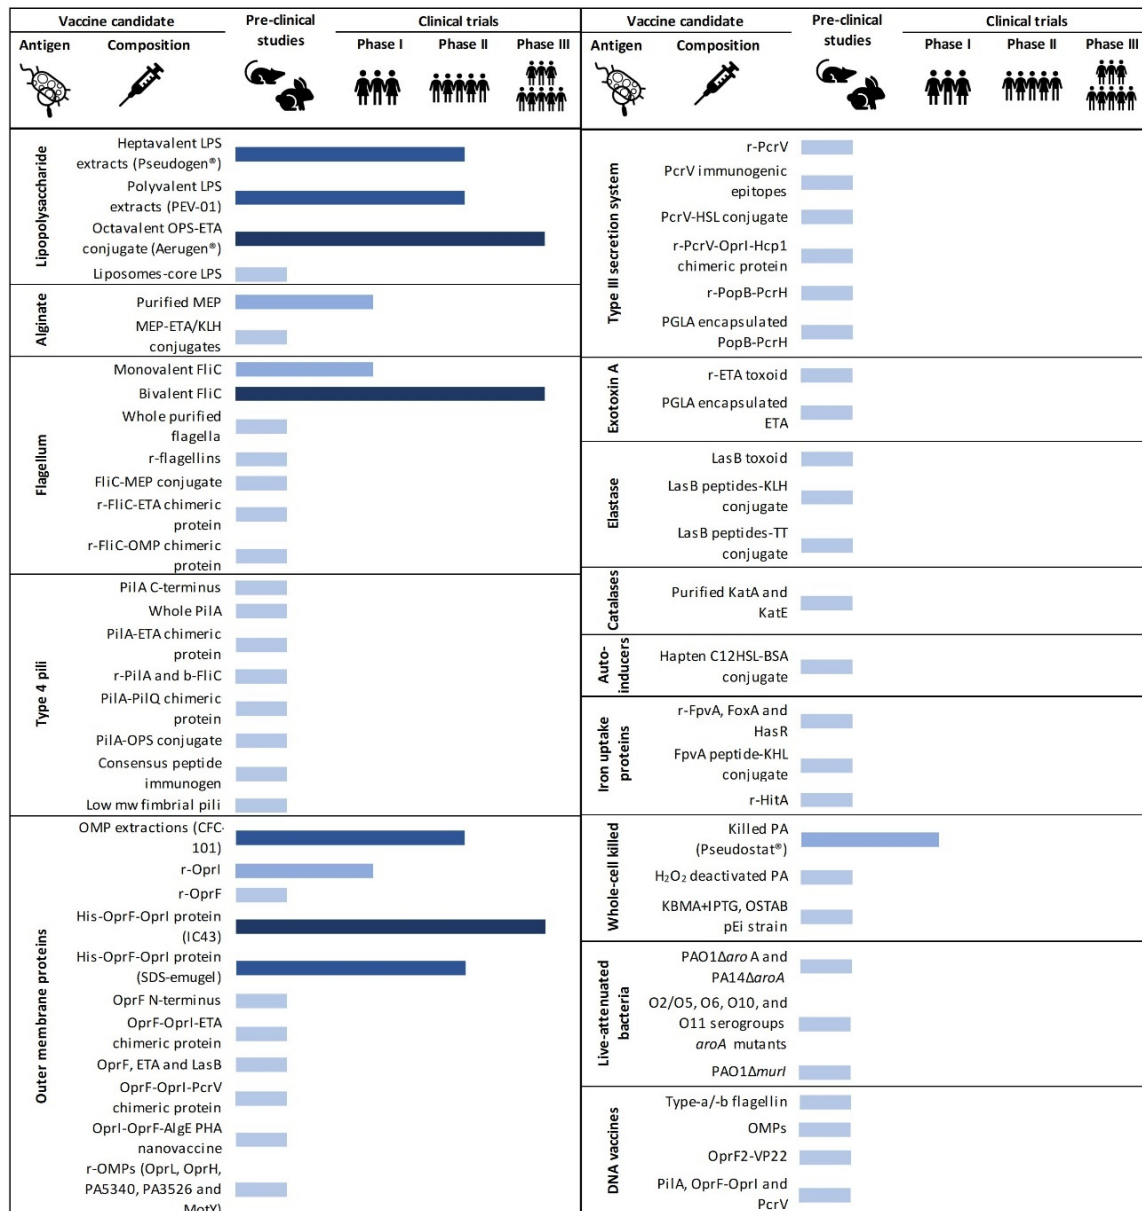 Vaccine candidate
Pre-clinical
studies
Clinical trials
Antigen
Composition
Phase I
Phase II
Phase III
Lipopolysaccharide
Heptavalent LPS
extracts (Pseudogen®)
Polyvalent LPS
extracts (PEV-01)
Octavalent OPS-ETA
conjugate (Aerugen®)
Liposomes-core LPS
Alginate
Purified MEP
MEP-ETA/KLH
conjugates
Flagellum
Monovalent FliC
Bivalent FliC
Whole purified
flagella
r-flagellins
FliC-MEP conjugate
r-FliC-ETA chimeric
protein
r-FliC-OMP chimeric
protein
Type 4 pili
PilA C-terminus
Whole PilA
PilA-ETA chimeric
protein
r-PilA and b-FliC
PilA-PilQ chimeric
protein
PilA-OPS conjugate
Consensus peptide
immunogen
Low mw fimbrial pili
Outer membrane proteins
OMP extractions (CFC-
101)
r-OprI
r-OprF
His-OprF-OprI protein
(IC43)
His-OprF-OprI protein
(SDS-emugel)
OprF N-terminus
OprF-OprI-ETA
chimeric protein
OprF, ETA and LasB
OprF-OprI-PcrV
chimeric protein
OprI-OprF-AlgE PHA
nanovaccine
r-OMPs (OprL, OprH,
PA5340, PA3526 and
MotY)
Vaccine candidate
Pre-clinical
studies
Clinical trials
Antigen
Composition
Phase I
Phase II
Phase III
Type III secretion system
r-PcrV
PcrV immunogenic
epitopes
PcrV-HSL conjugate
r-PcrV-OprI-Hcp1
chimeric protein
r-PopB-PcrH
PGLA encapsulated
PopB-PcrH
Exotoxin A
r-ETA toxoid
PGLA encapsulated
ETA
Elastase
LasB toxoid
LasB peptides-KLH
conjugate
LasB peptides-TT
conjugate
Catalases
Purified KatA and
KatE
Auto-
inducers
Hapten C12HSL-BSA
conjugate
Iron uptake
proteins
r-FpvA, FoxA and
HasR
FpvA peptide-KHL
conjugate
r-HitA
Whole-cell killed
Killed PA
(Pseudostat®)
H₂O₂ deactivated PA
KBMA+IPTG, OSTAB
pEi strain
Live-attenuated
bacteria
PAO1ΔaroA and
PA14ΔaroA
O2/O5, O6, O10, and
O11 serogroups
aroA mutants
PAO1ΔmurI
DNA vaccines
Type-a/-b flagellin
OMPs
OprF2-VP22
PilA, OprF-OprI and
PcrV